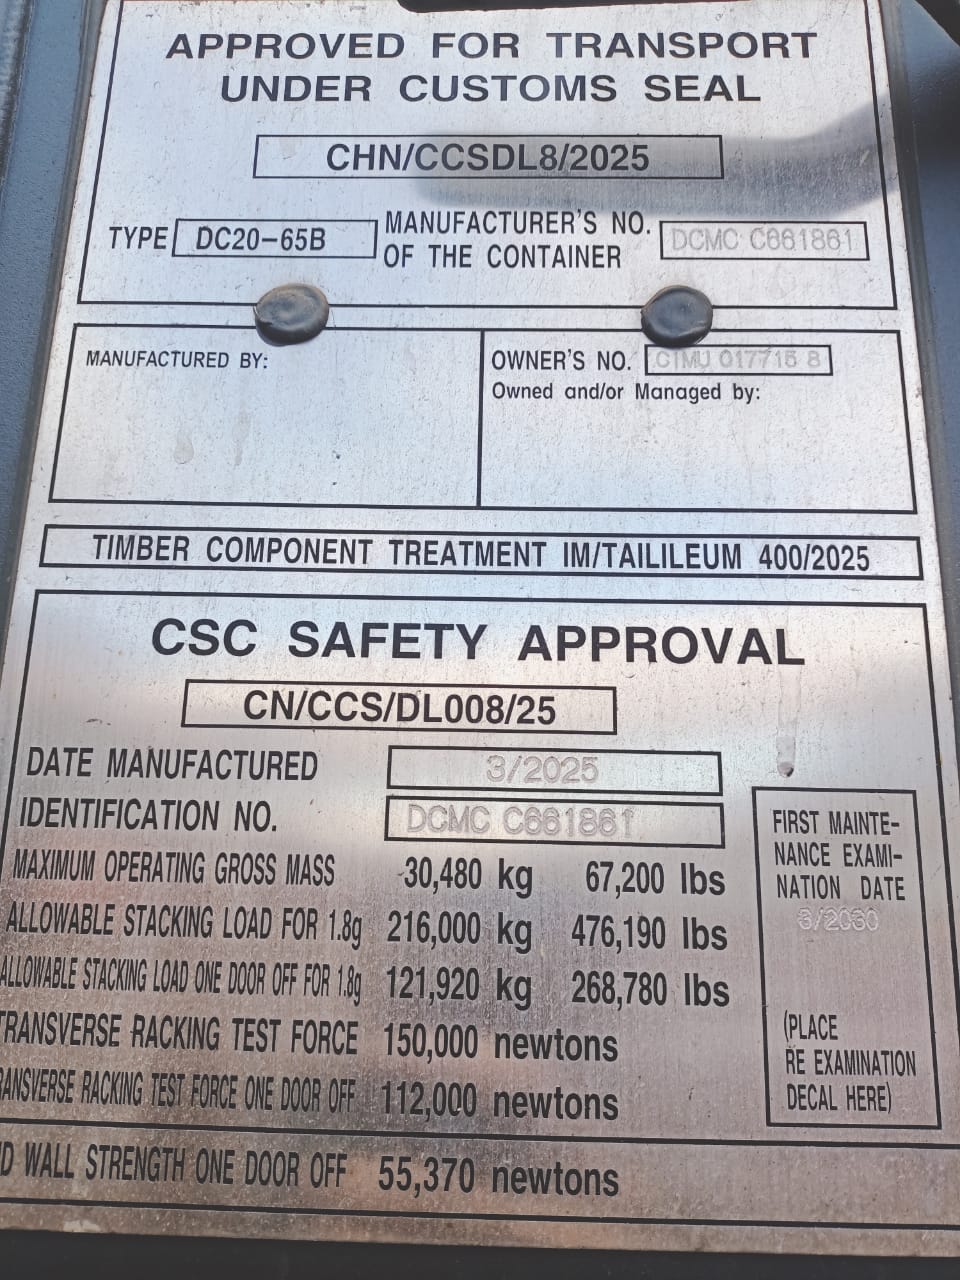 APPROVED FOR TRANSPORT
UNDER CUSTOMS SEAL
CHN/CCSDL8/2025
TYPE DC20-65B MANUFACTURER'S NO. OF THE CONTAINER DCMC C661861
MANUFACTURED BY:
OWNER'S NO. 017715 8
Owned and/or Managed by:
TIMBER COMPONENT TREATMENT IM/TAILILEUM 400/2025
CSC SAFETY APPROVAL
CN/CCS/DL008/25
DATE MANUFACTURED 3/2025
IDENTIFICATION NO. DCMC C661861
MAXIMUM OPERATING GROSS MASS 30,480 kg 67,200 lbs
ALLOWABLE STACKING LOAD FOR 1.8g 216,000 kg 476,190 lbs
ALLOWABLE STACKING LOAD ONE DOOR OFF FOR 1.8g 121,920 kg 268,780 lbs
TRANSVERSE RACKING TEST FORCE 150,000 newtons
RANSVERSE RACKING TEST FORCE ONE DOOR OFF 112,000 newtons
D WALL STRENGTH ONE DOOR OFF 55,370 newtons
FIRST MAINTE-
NANCE EXAMI-
NATION DATE
3/2030
(PLACE
RE EXAMINATION
DECAL HERE)